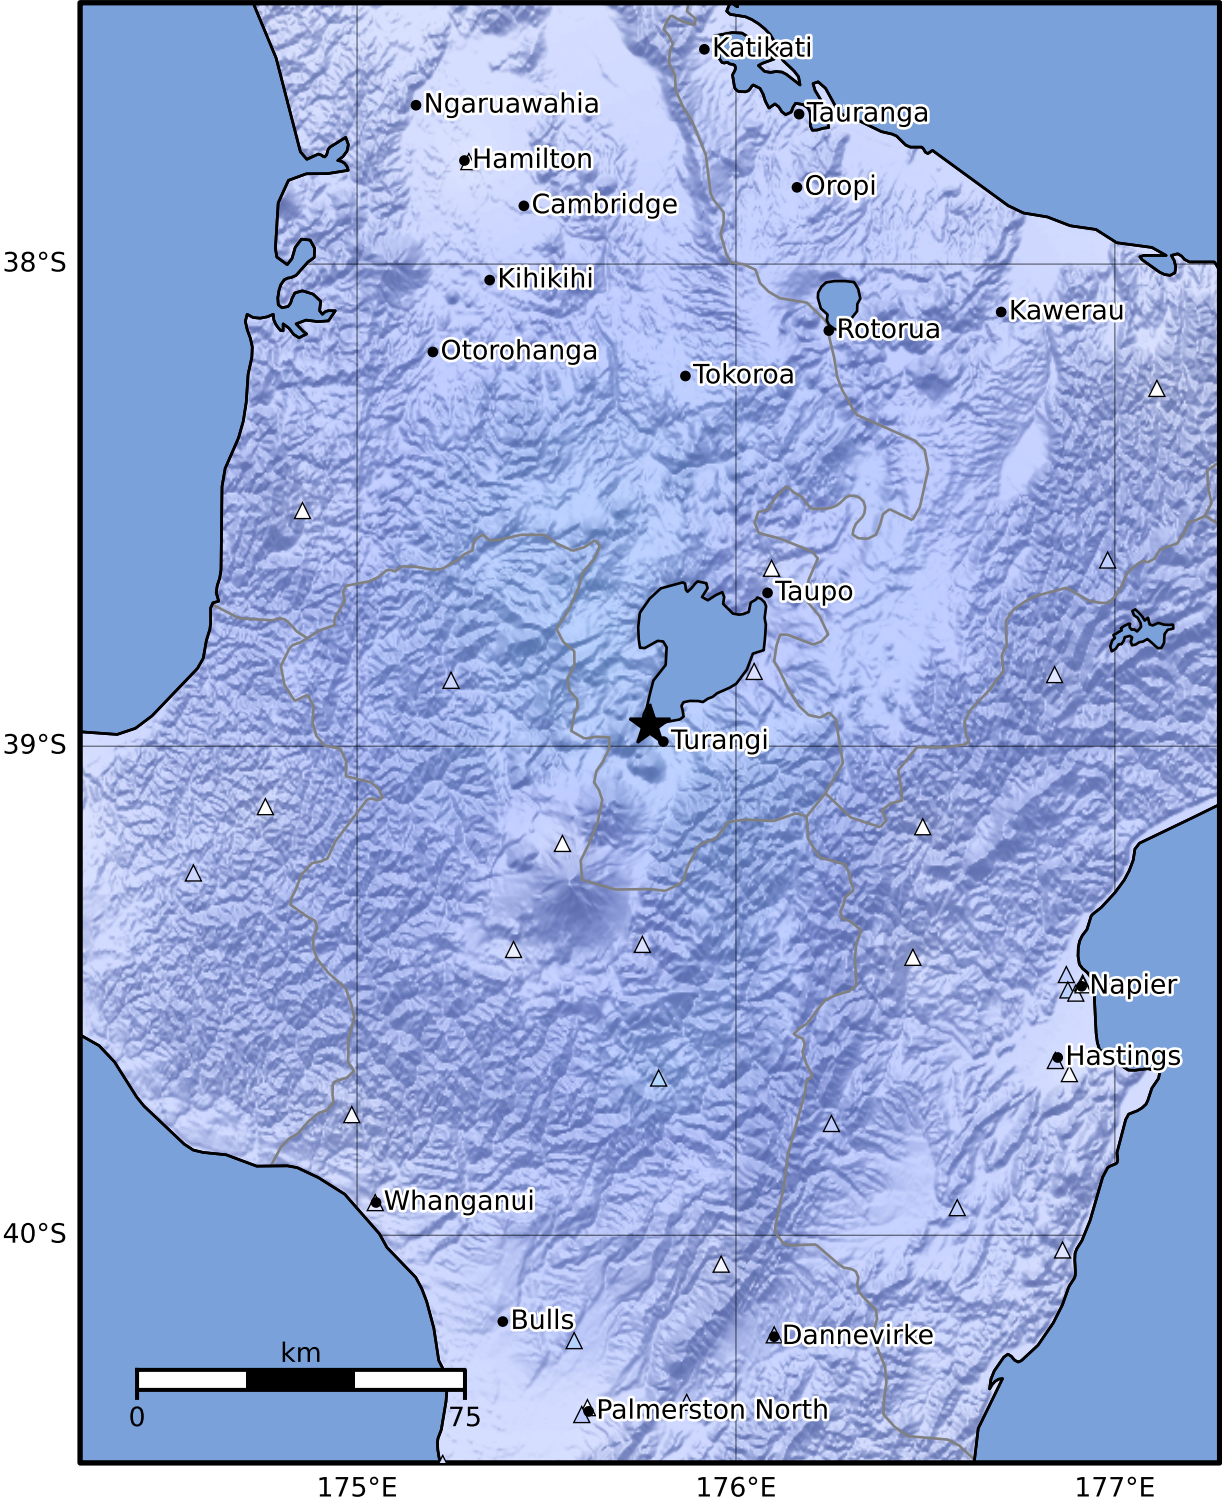 Katikati
Ngaruawahia
Tauranga
Hamilton
Oropi
Cambridge
38°S
Kihikihi
Kawerau
Rotorua
Otorohanga
Tokoroa
Taupo
39°S
Turangi
Napier
Hastings
Whanganui
40°S
Bulls
Dannevirke
km
0 75
Palmerston North
175°E 176°E 177°E